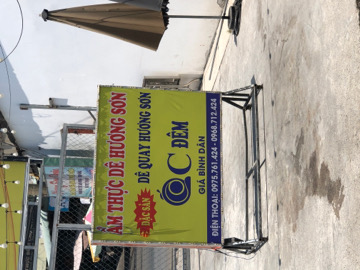 ẨM THỰC DÊ HƯƠNG SƠN
ĐẶC SẢN
DÊ QUAY HƯƠNG SƠN
ỐC ĐÊM
GIÁ BÌNH DÂN
ĐIỆN THOẠI: 0975.761.424 - 0968.712.424